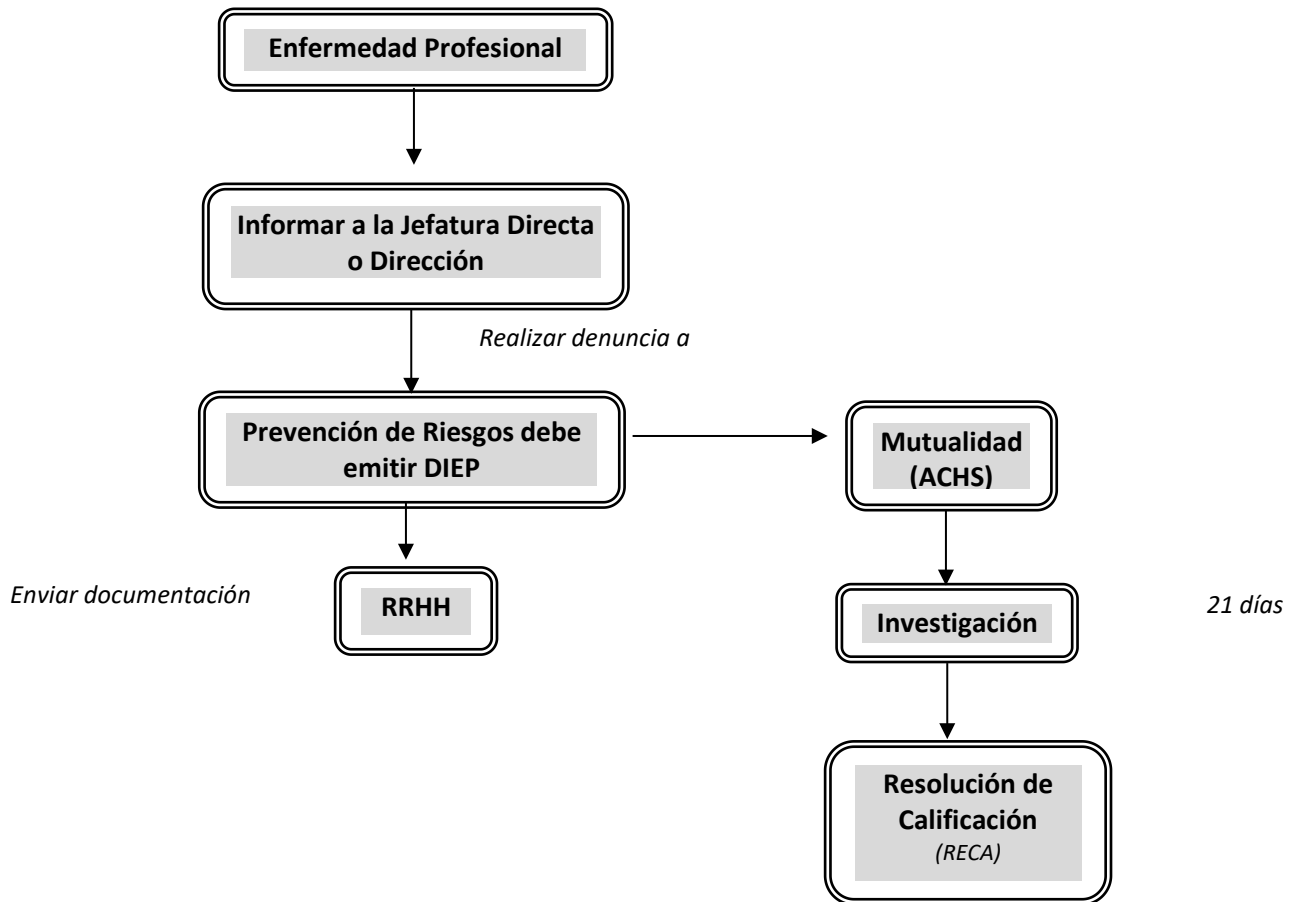 Enfermedad Profesional
Informar a la Jefatura Directa
o Dirección
Realizar denuncia a
Prevención de Riesgos debe
emitir DIEP
Mutualidad
(ACHS)
Enviar documentación
RRHH
Investigación
21 días
Resolución de
Calificación
(RECA)